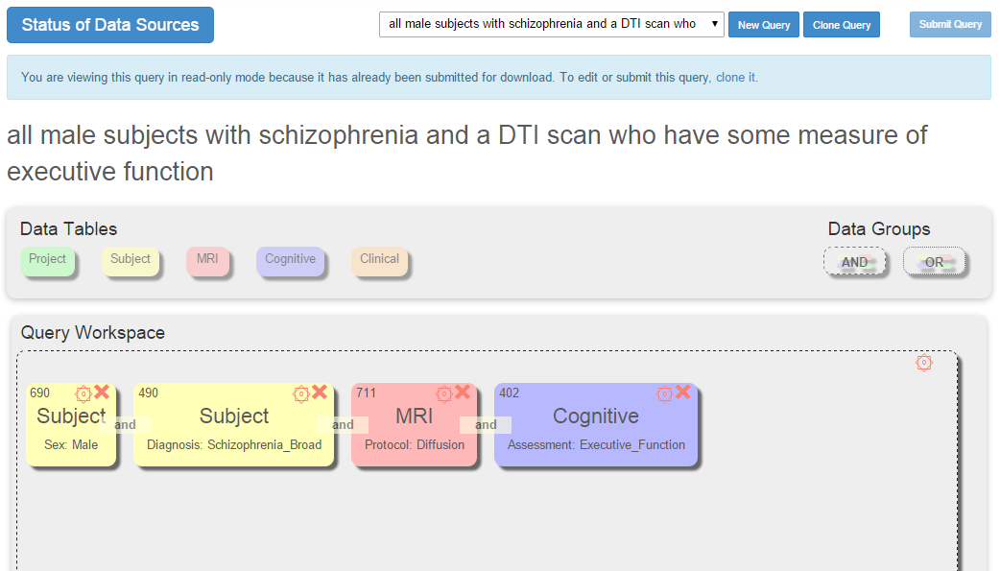 Status of Data Sources
all male subjects with schizophrenia and a DTI scan who
New Query
Clone Query
Submit Query
You are viewing this query in read-only mode because it has already been submitted for download. To edit or submit this query, clone it.
all male subjects with schizophrenia and a DTI scan who have some measure of
executive function
Data Tables
Data Groups
Project
Subject
MRI
Cognitive
Clinical
AND
OR
Query Workspace
690
Subject
Sex: Male
and
490
Subject
Diagnosis: Schizophrenia_Broad
and
711
MRI
Protocol: Diffusion
and
402
Cognitive
Assessment: Executive_Function